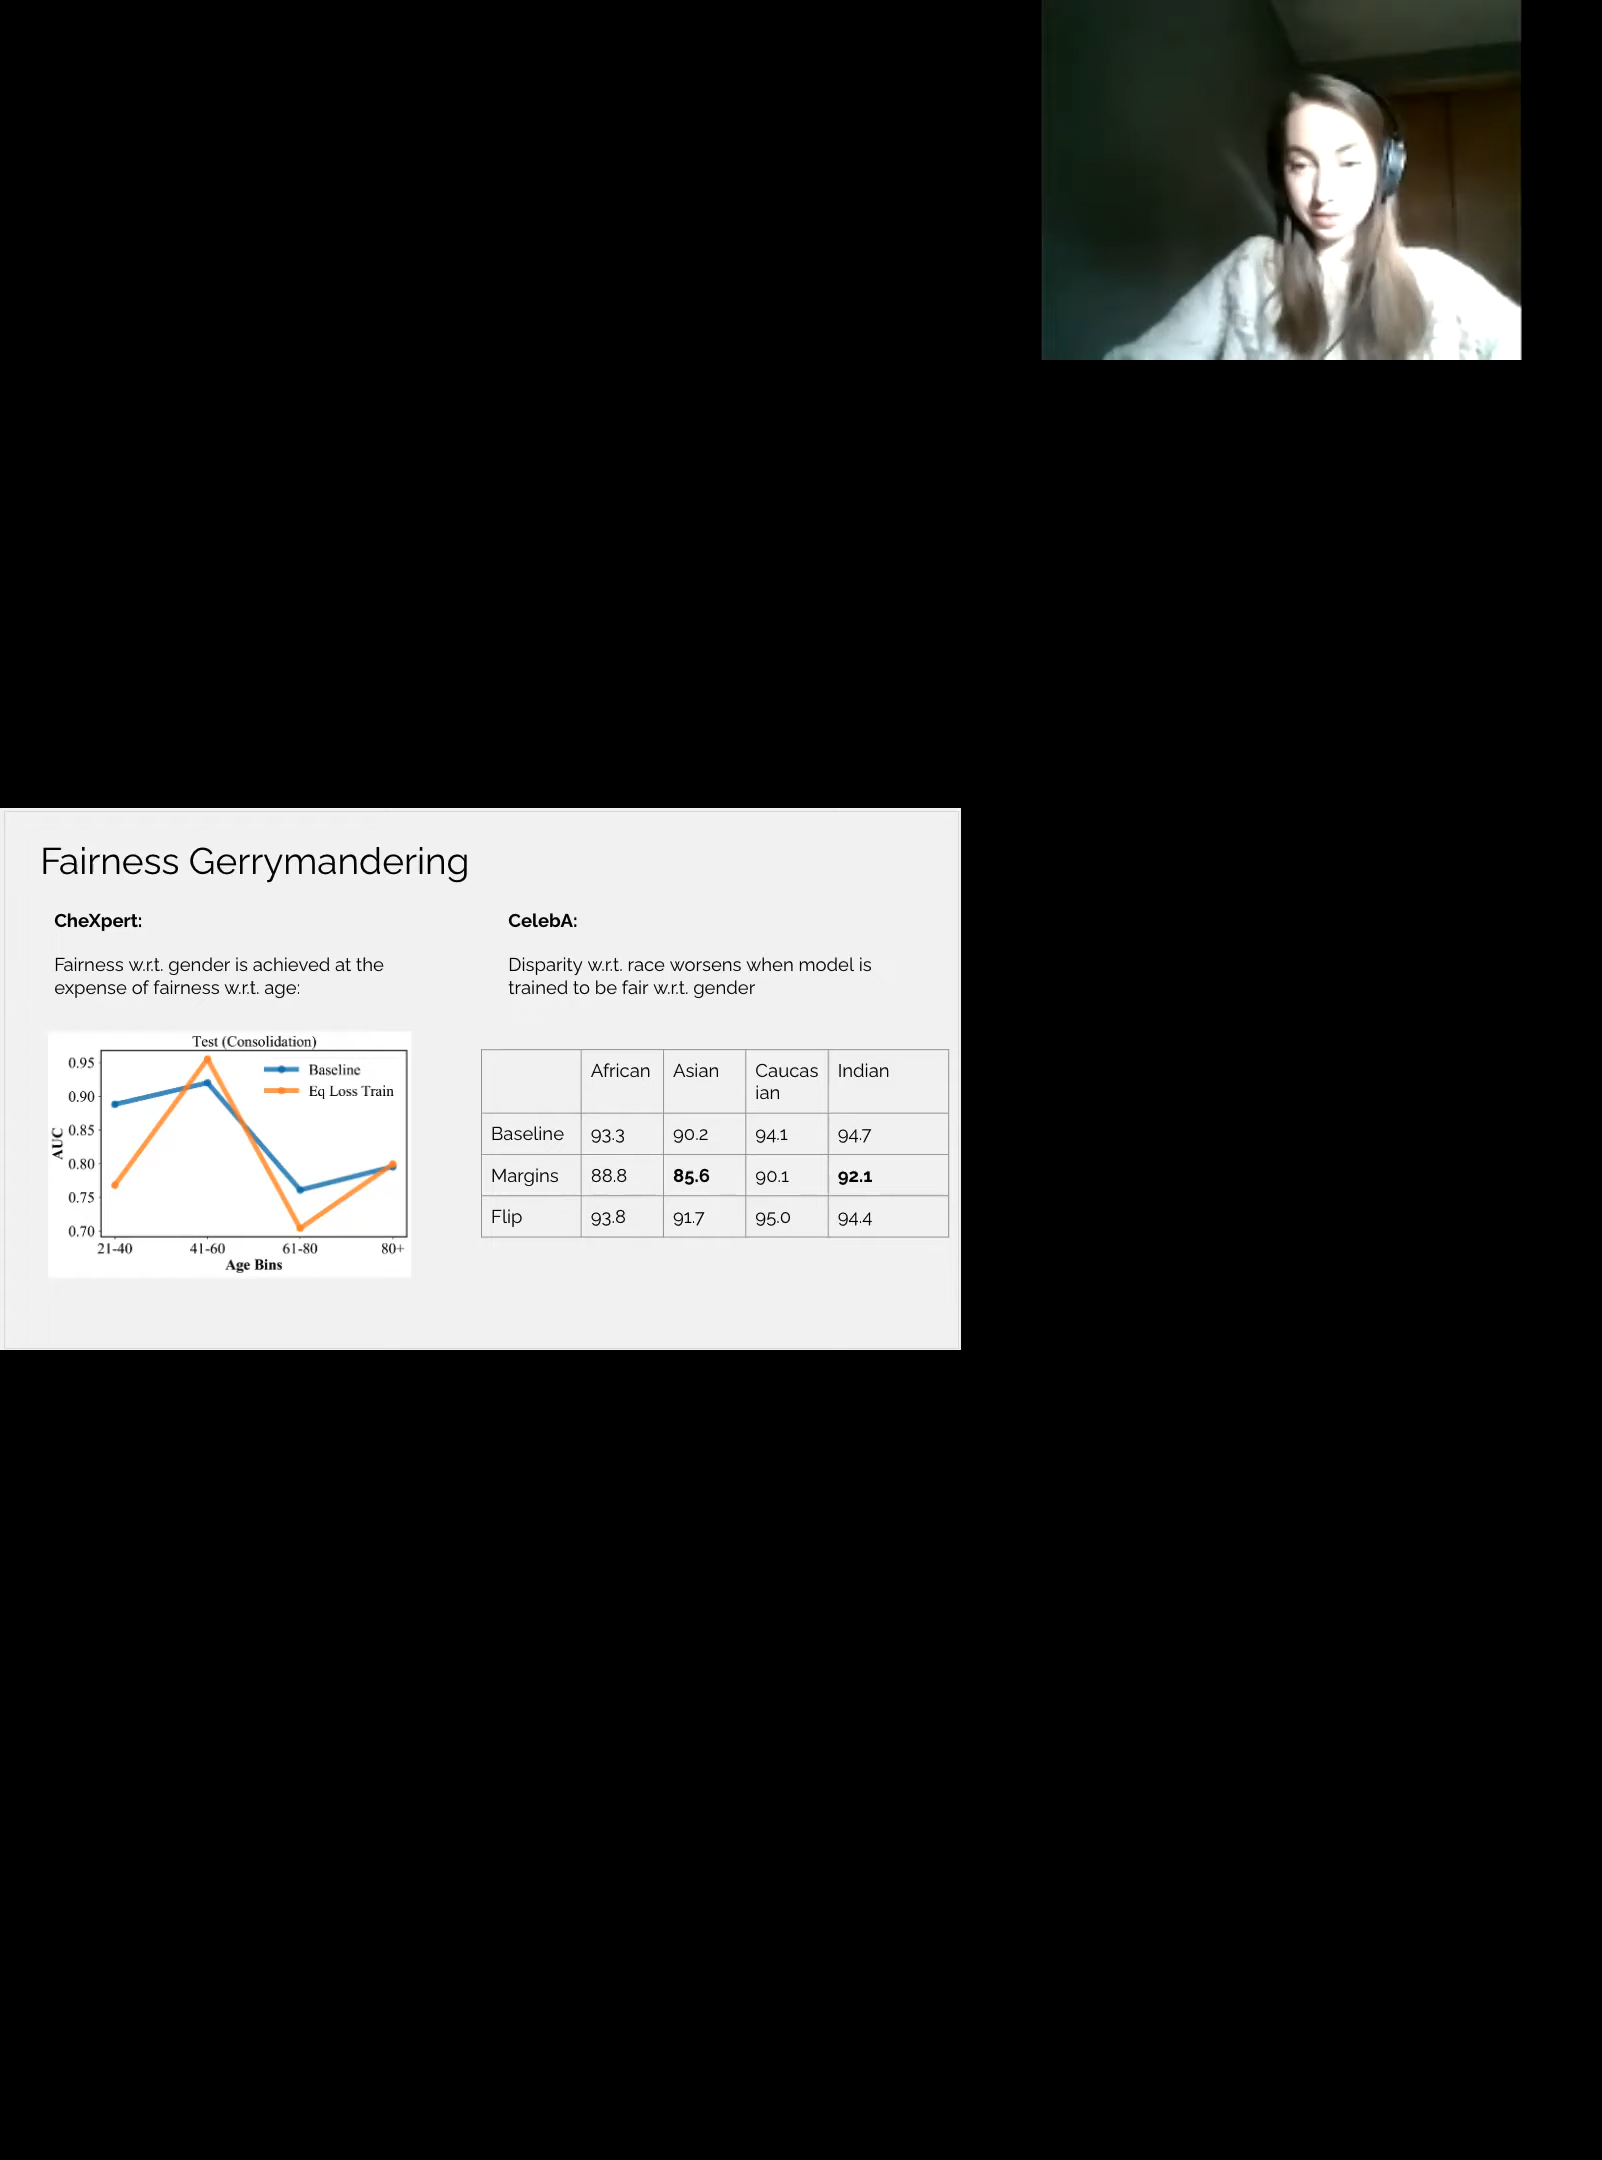 Fairness Gerrymandering
CheXpert:
Fairness w.r.t. gender is achieved at the
expense of fairness w.r.t. age:
Test (Consolidation)
Baseline
Eq Loss Train
AUC
0.95
0.90
0.85
0.80
0.75
0.70
21-40 41-60 61-80 80+
Age Bins
CelebA:
Disparity w.r.t. race worsens when model is
trained to be fair w.r.t. gender
African Asian Caucas Indian
ian
Baseline 93.3 90.2 94.1 94.7
Margins 88.8 85.6 90.1 92.1
Flip 93.8 91.7 95.0 94.4